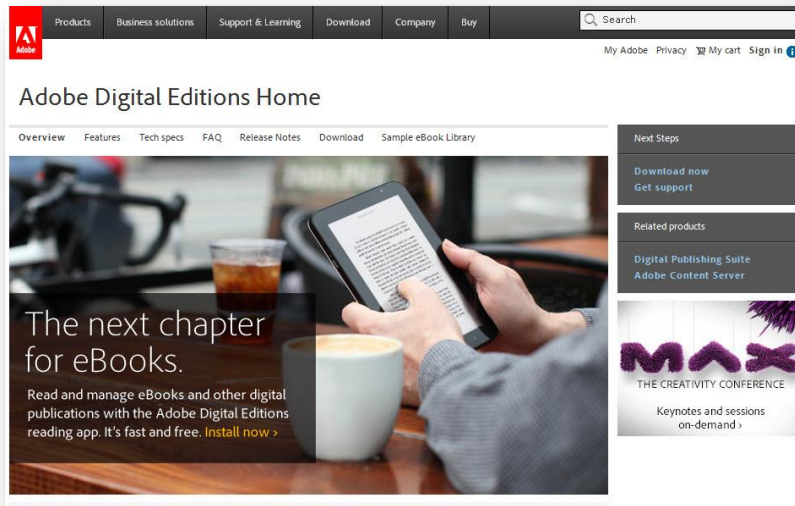 Products Business solutions Support & Learning Download Company Buy Search
Adobe
My Adobe Privacy My cart Sign in
Adobe Digital Editions Home
Overview Features Tech specs FAQ Release Notes Download Sample eBook Library
The next chapter
for eBooks.
Read and manage eBooks and other digital
publications with the Adobe Digital Editions
reading app. It's fast and free. Install now ›
Next Steps
Download now
Get support
Related products
Digital Publishing Suite
Adobe Content Server
MAX
THE CREATIVITY CONFERENCE
Keynotes and sessions
on-demand ›